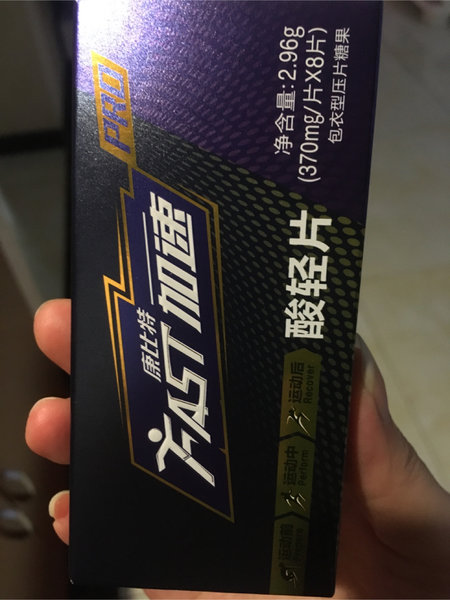 康比特
FAST加速
PRO
酸轻片
净含量:2.96g
(370mg/片X8片)
包衣型压片糖果
运动前
Prepare
运动中
Perform
运动后
Recover